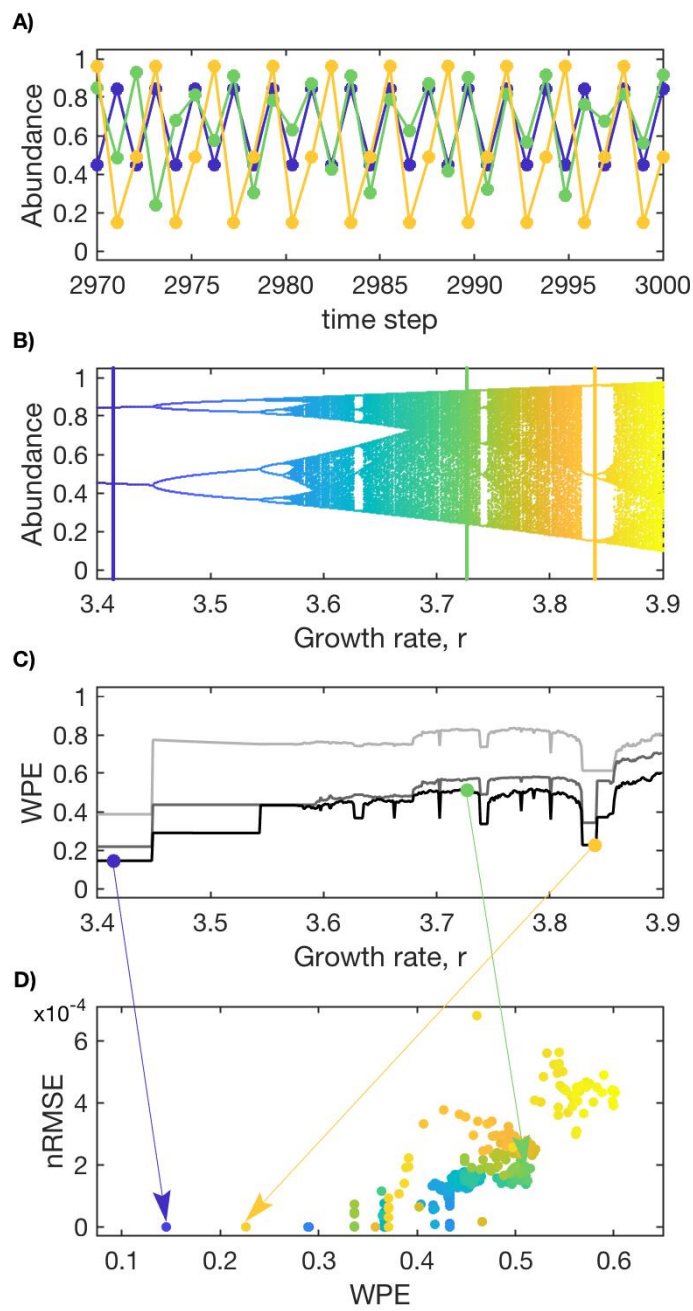 A)
1
0.8
0.6
0.4
0.2
0
Abundance
2970 2975 2980 2985 2990 2995 3000
time step
B)
1
0.8
0.6
0.4
0.2
0
Abundance
3.4 3.5 3.6 3.7 3.8 3.9
Growth rate, r
C)
1
0.8
0.6
0.4
0.2
0
WPE
3.4 3.5 3.6 3.7 3.8 3.9
Growth rate, r
D)
x10-4
6
4
2
0
nRMSE
0.1 0.2 0.3 0.4 0.5 0.6
WPE